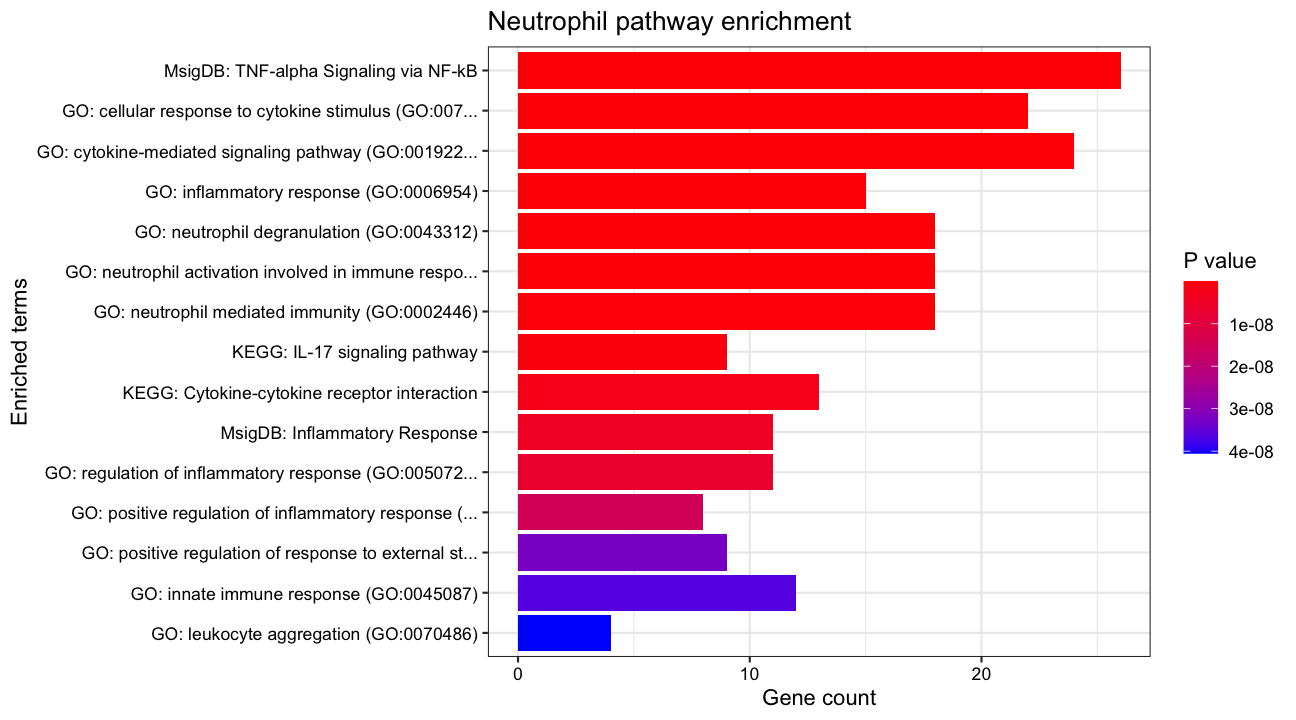 Neutrophil pathway enrichment
Enriched terms
MsigDB: TNF-alpha Signaling via NF-kB
GO: cellular response to cytokine stimulus (GO:007...
GO: cytokine-mediated signaling pathway (GO:001922...
GO: inflammatory response (GO:0006954)
GO: neutrophil degranulation (GO:0043312)
GO: neutrophil activation involved in immune respo...
GO: neutrophil mediated immunity (GO:0002446)
KEGG: IL-17 signaling pathway
KEGG: Cytokine-cytokine receptor interaction
MsigDB: Inflammatory Response
GO: regulation of inflammatory response (GO:005072...
GO: positive regulation of inflammatory response (...
GO: positive regulation of response to external st...
GO: innate immune response (GO:0045087)
GO: leukocyte aggregation (GO:0070486)
0 10 20
Gene count
P value
1e-08
2e-08
3e-08
4e-08